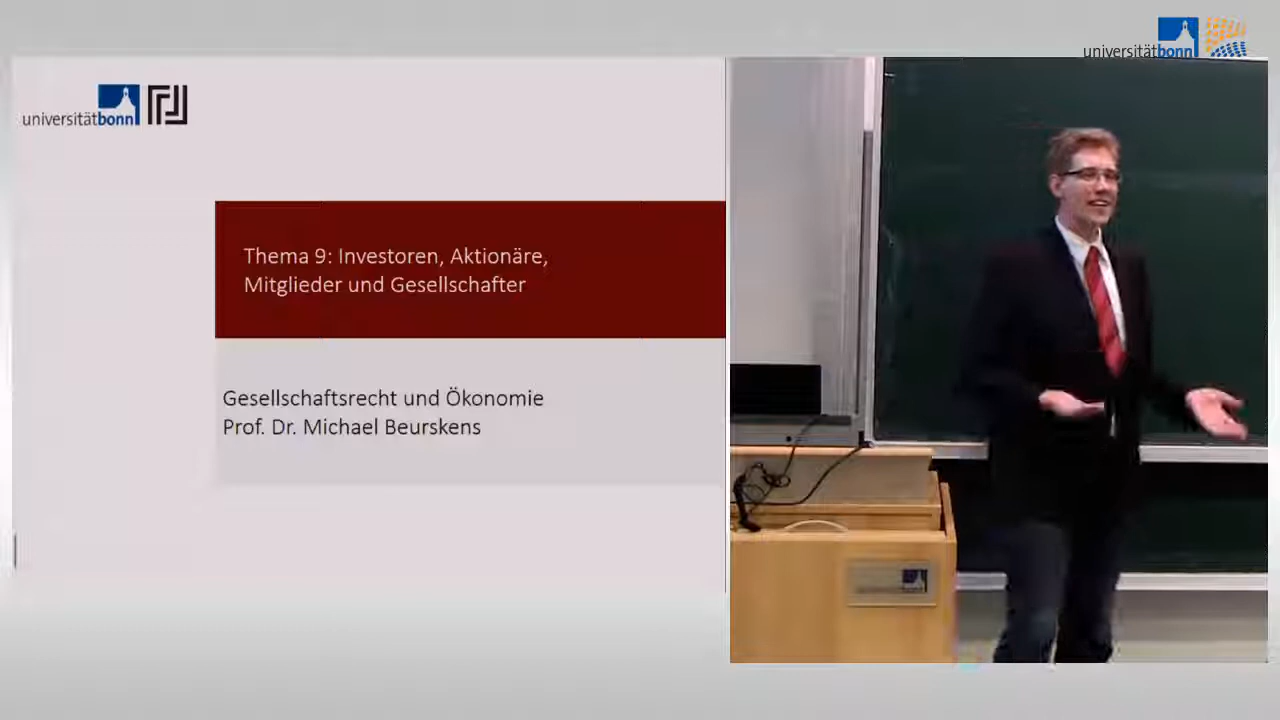 universitätbonn
universitätbonn
Thema 9: Investoren, Aktionäre,
Mitglieder und Gesellschafter
Gesellschaftsrecht und Ökonomie
Prof. Dr. Michael Beurskens